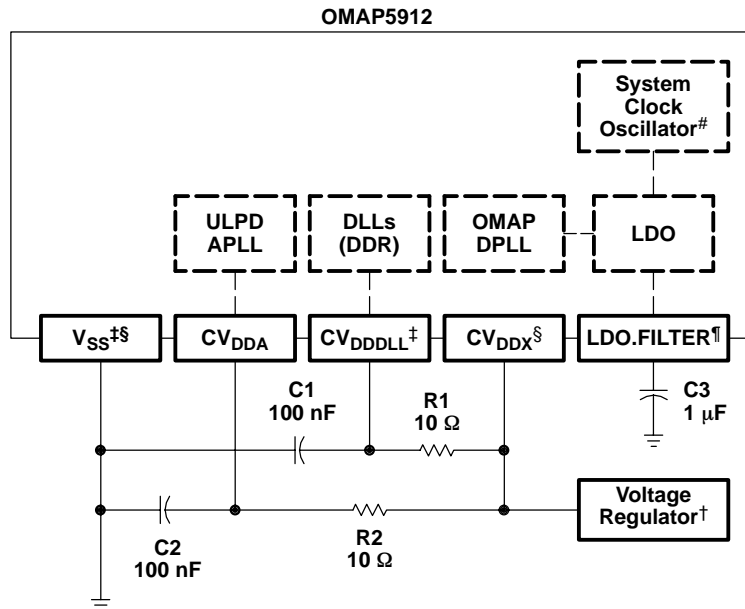 OMAP5912
System
Clock
Oscillator#
ULPD
APLL
DLLs
(DDR)
OMAP
DPLL
LDO
VSS‡§
CVDDA
CVDDDLL‡
CVDDX§
LDO.FILTER¶
C1
100 nF
R1
10 Ω
C3
1 µF
C2
100 nF
R2
10 Ω
Voltage
Regulator†